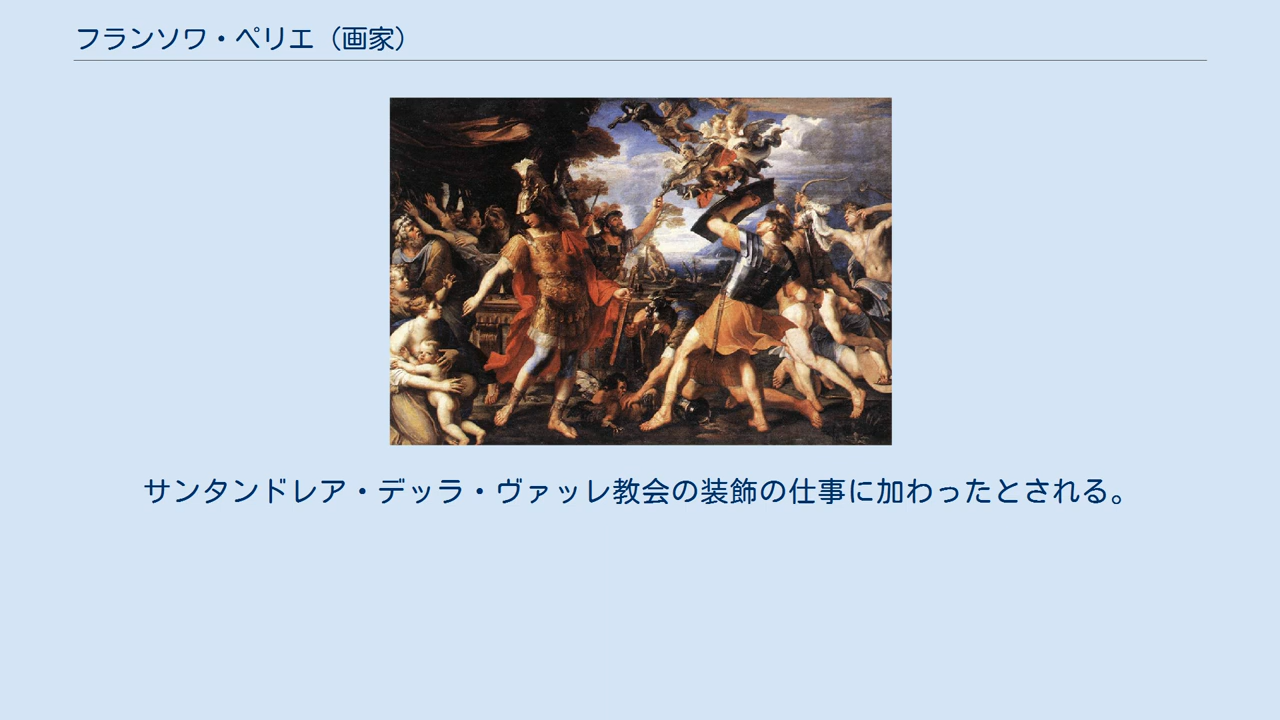 フランソワ・ペリエ（画家）
サンタンドレア・デッラ・ヴァッレ教会の装飾の仕事に加わったとされる。